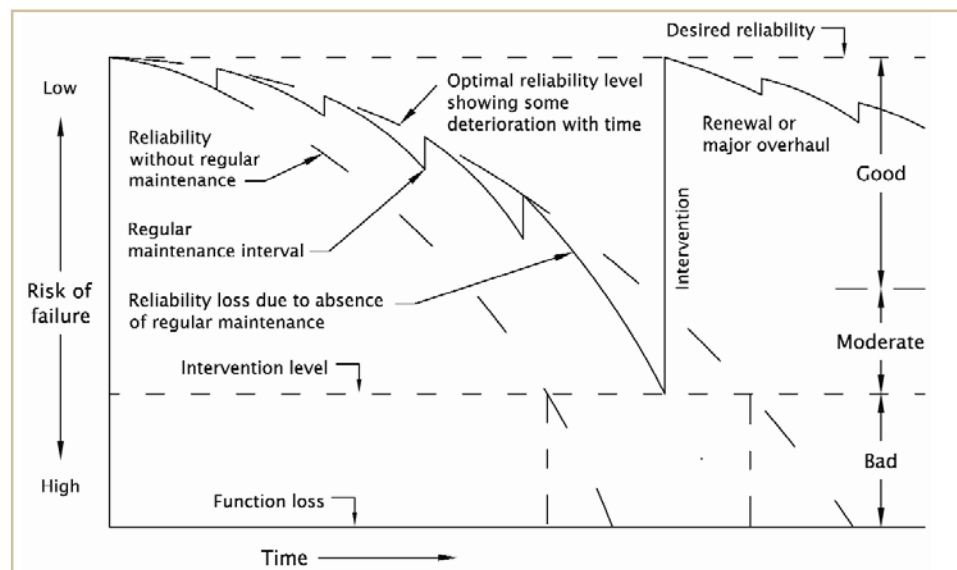 Desired reliability
Low
Optimal reliability level
showing some
deterioration with time
Renewal or
major overhaul
Reliability
without regular
maintenance
Good
Regular
maintenance interval
Intervention
Risk of
failure
Reliability loss due to absence
of regular maintenance
Moderate
Intervention level
Bad
High
Function loss
Time